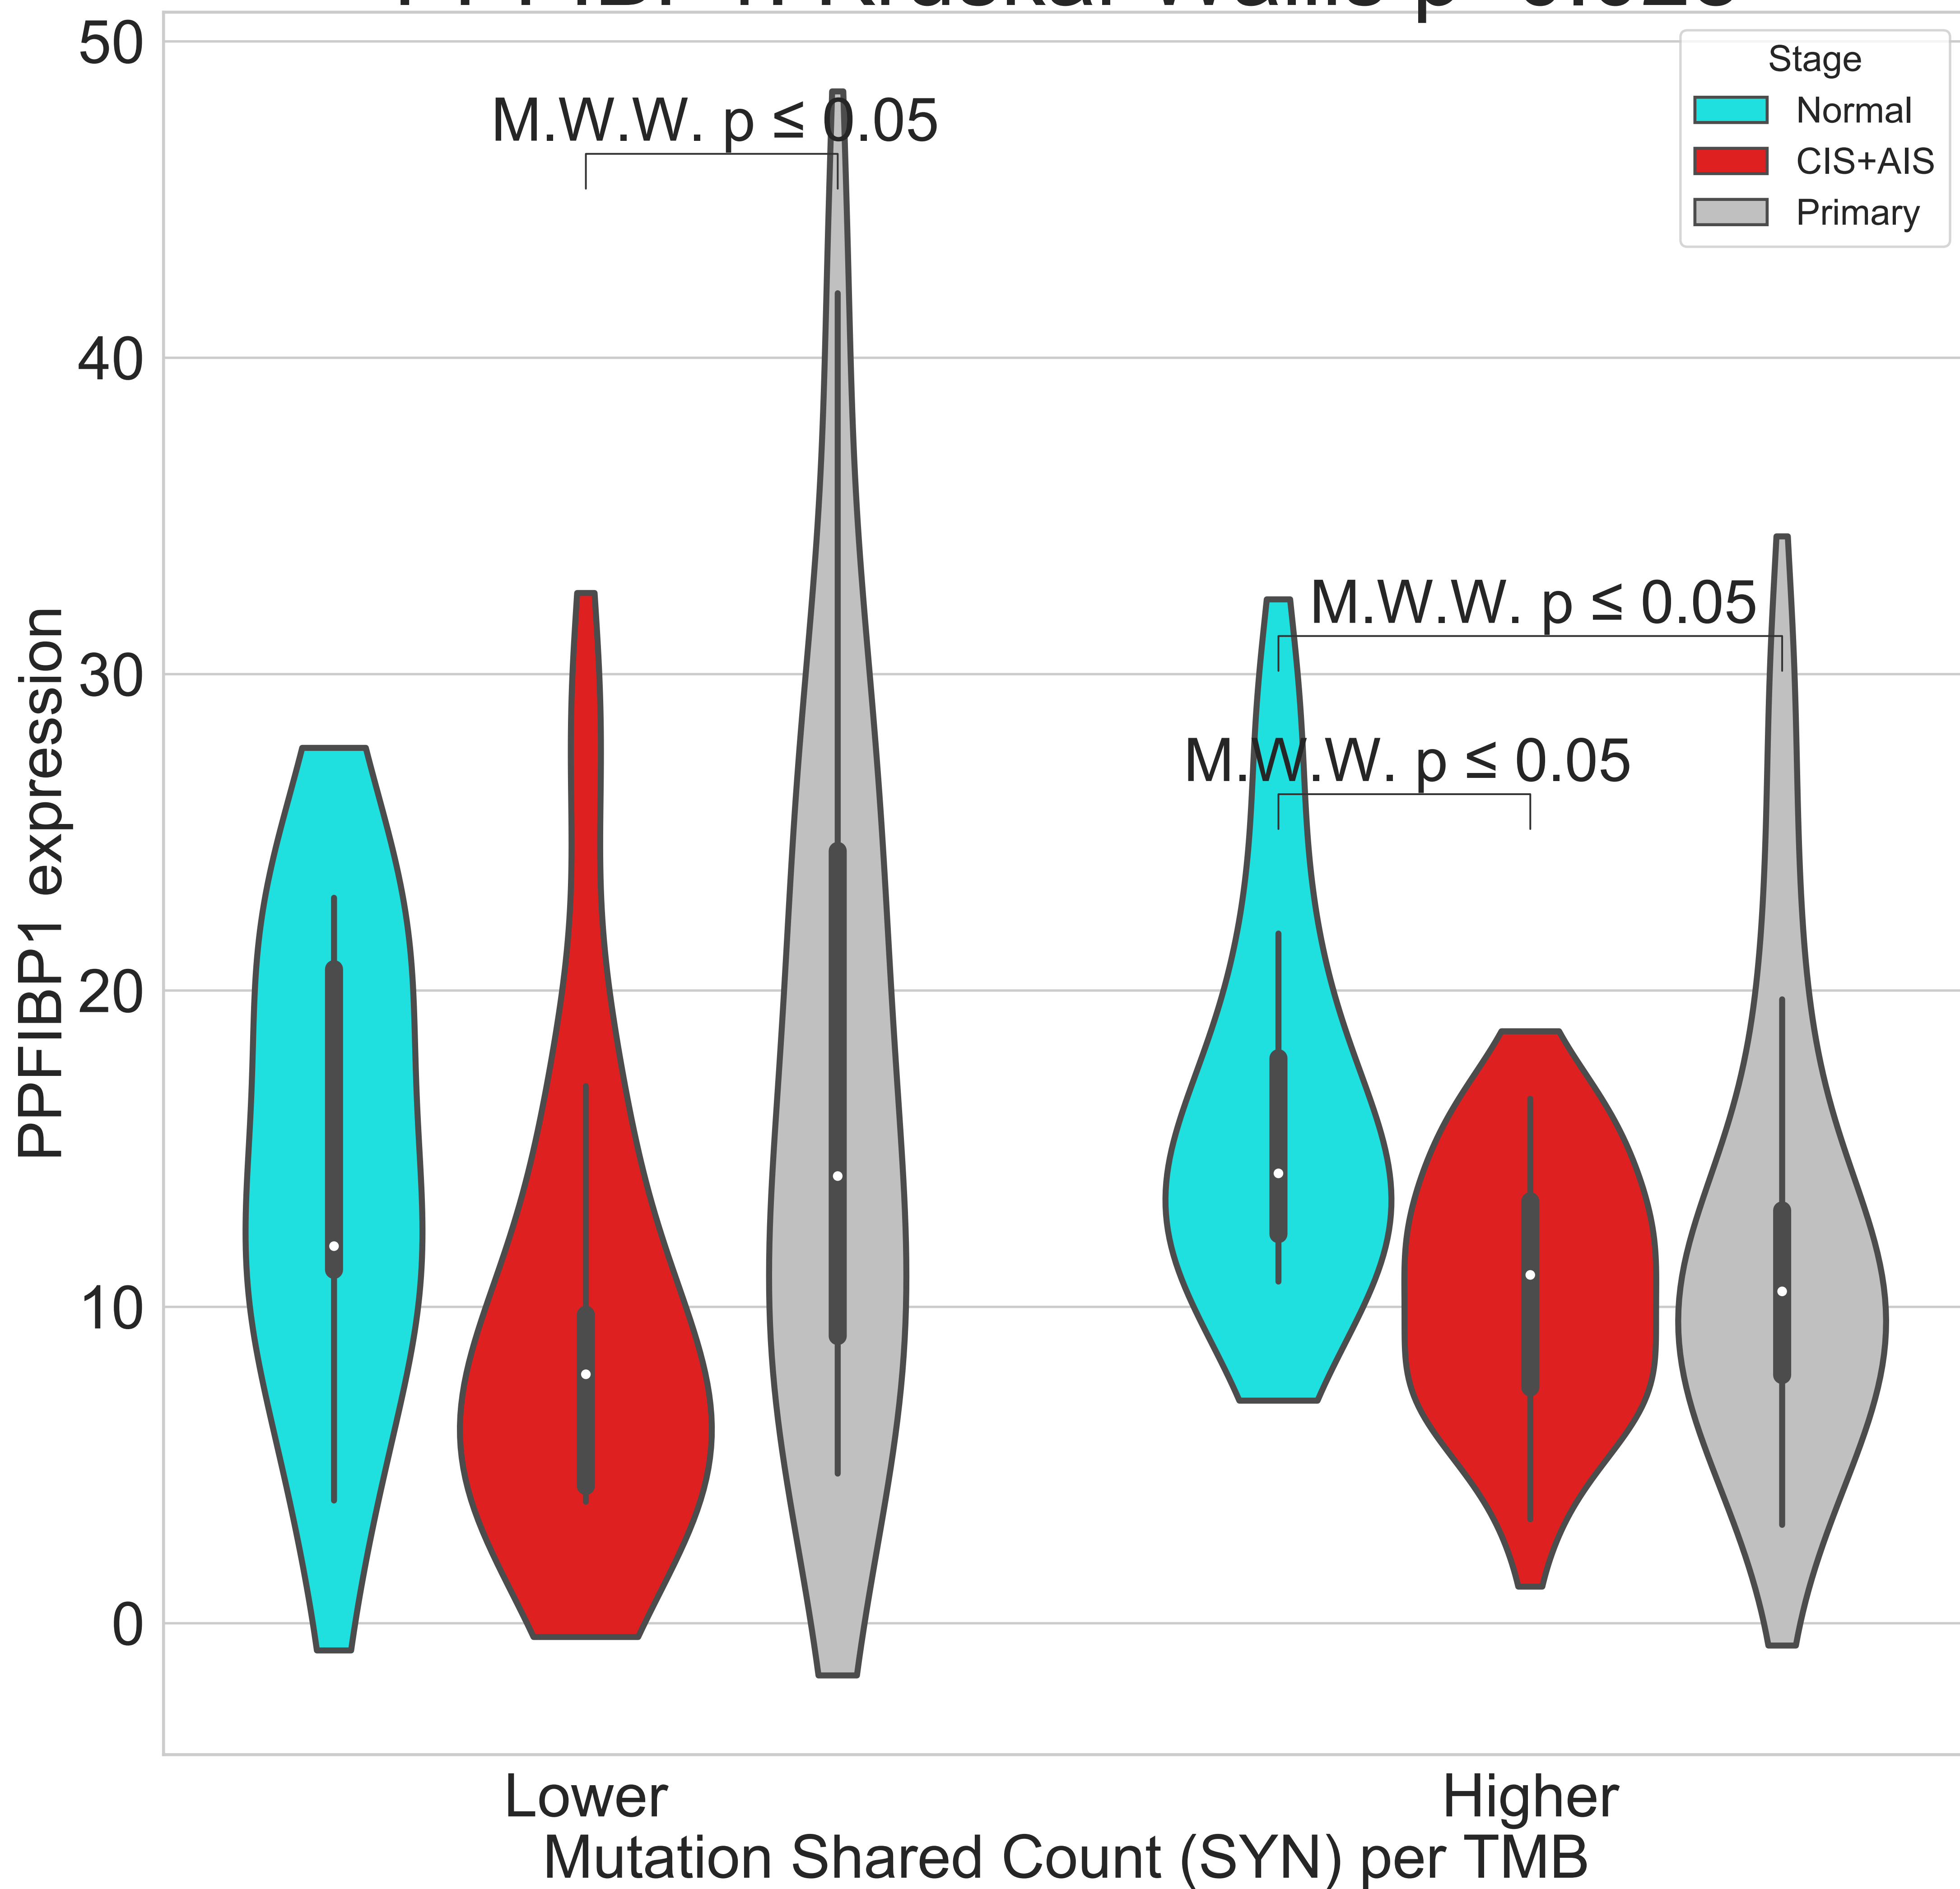 50
40
30
20
10
0
PPFIBP1 expression
M.W.W. p ≤ 0.05
M.W.W. p ≤ 0.05
M.W.W. p ≤ 0.05
Stage
Normal
CIS+AIS
Primary
Lower
Higher
Mutation Shared Count (SYN) per TMB